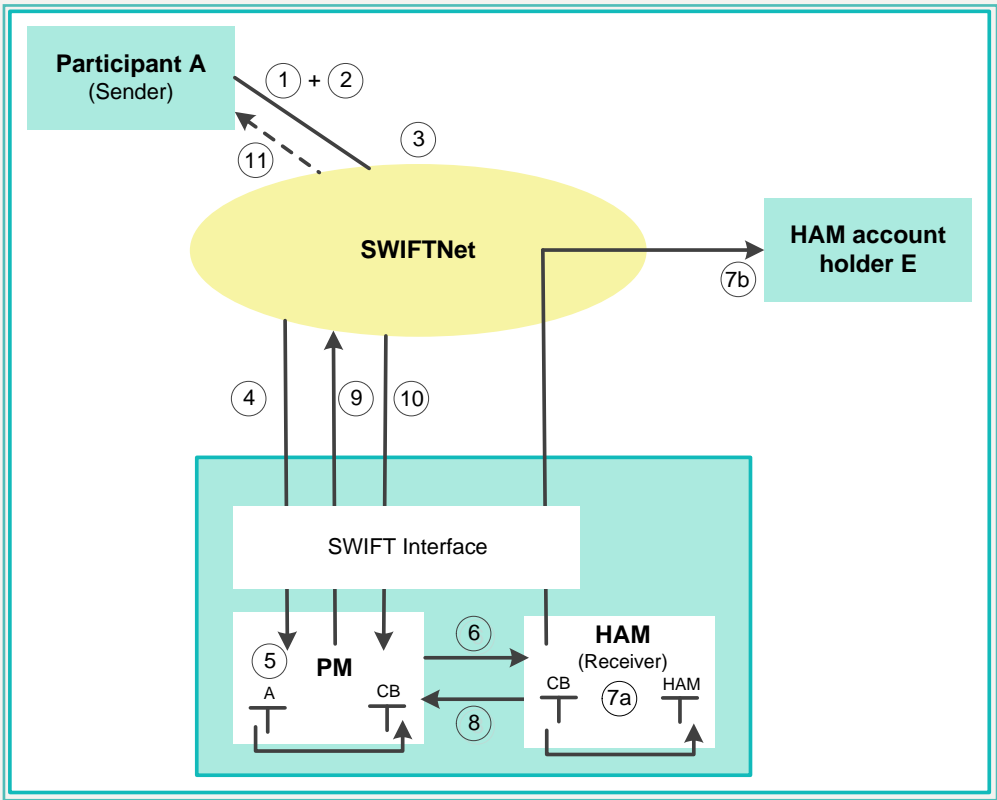 Participant A
(Sender)
1 + 2
3
11
SWIFTNet
HAM account
holder E
7b
4
9
10
SWIFT Interface
6
HAM
(Receiver)
5
PM
A
CB
CB
7a
HAM
8